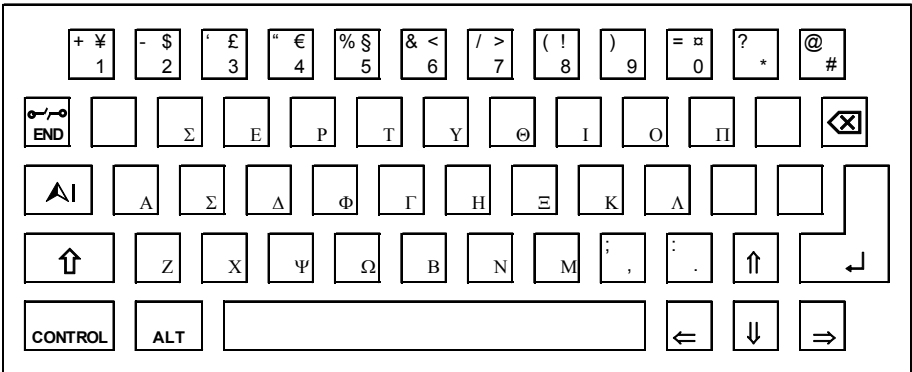 + ¥ - $ ‘ £ “ € % § & < / > ( ! ) = ¤ ? @
1 2 3 4 5 6 7 8 9 0 * #
END Σ Ε Ρ Τ Υ Θ Ι Ο Π
Α Σ Δ Φ Γ Η Ξ Κ Λ
; :
Ζ Χ Ψ Ω Β Ν Μ , .
CONTROL ALT